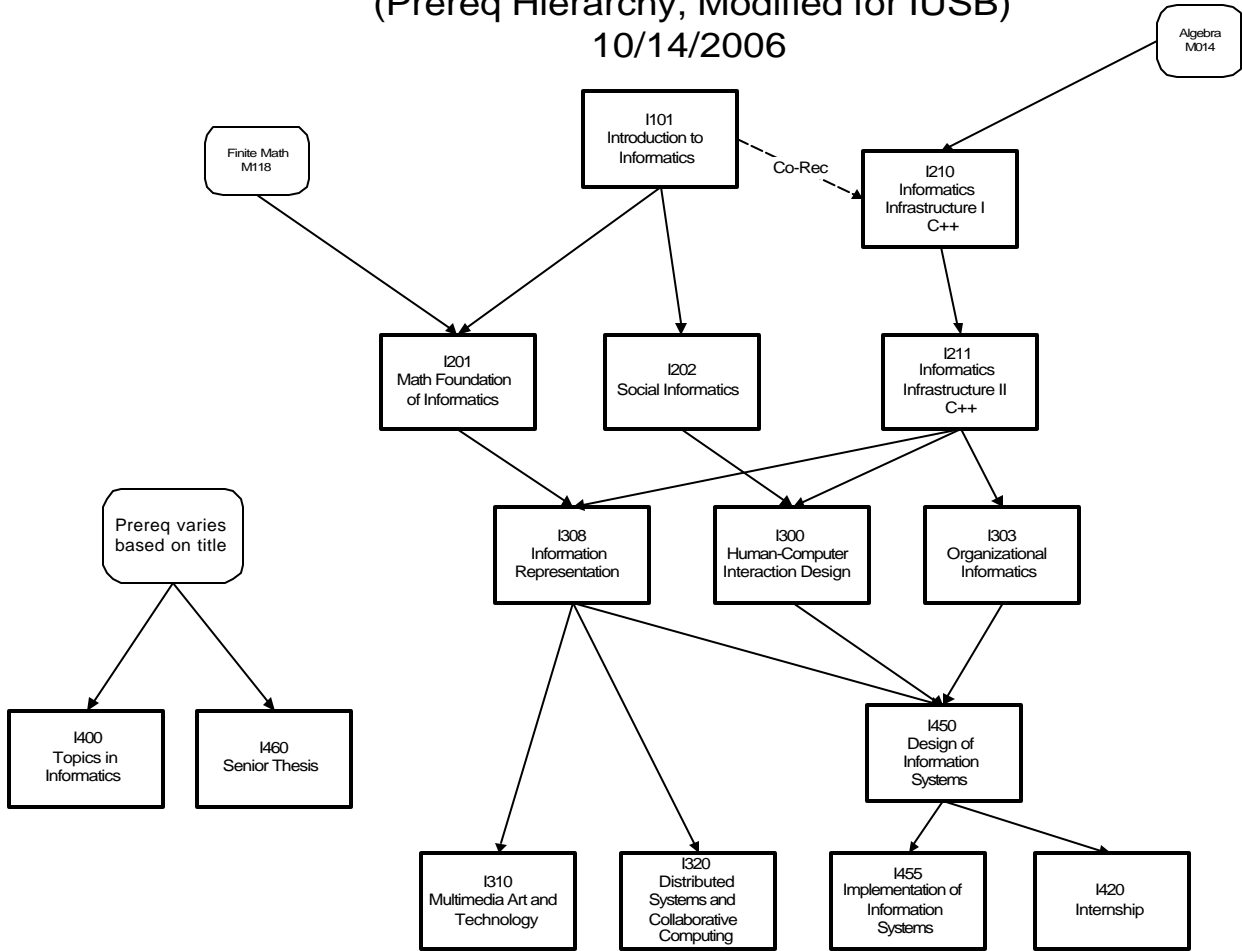 (Prereq Hierarchy, Modified for IUSB)
10/14/2006
Algebra
M014
I101
Introduction to
Informatics
Finite Math
M118
Co-Rec
I210
Informatics
Infrastructure I
C++
I201
Math Foundation
of Informatics
I202
Social Informatics
I211
Informatics
Infrastructure II
C++
Prereq varies
based on title
I308
Information
Representation
I300
Human-Computer
Interaction Design
I303
Organizational
Informatics
I400
Topics in
Informatics
I460
Senior Thesis
I450
Design of
Information
Systems
I310
Multimedia Art and
Technology
I320
Distributed
Systems and
Collaborative
Computing
I455
Implementation of
Information
Systems
I420
Internship